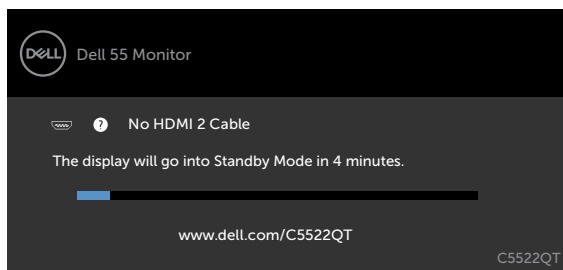 DELL Dell 55 Monitor
? No HDMI 2 Cable
The display will go into Standby Mode in 4 minutes.
www.dell.com/C5522QT
C5522QT